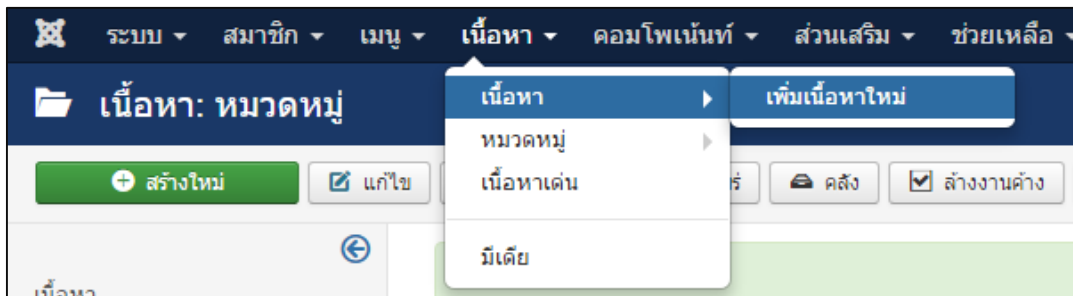 ระบบ สมาชิก เมนู เนื้อหา คอมโพเน้นท์ ส่วนเสริม ช่วยเหลือ
เนื้อหา: หมวดหมู่
เนื้อหา
เพิ่มเนื้อหาใหม่
หมวดหมู่
เนื้อหาเด่น
มีเดีย
สร้างใหม่ แก้ไข คลัง ล้างงานค้าง
เนื้อหา